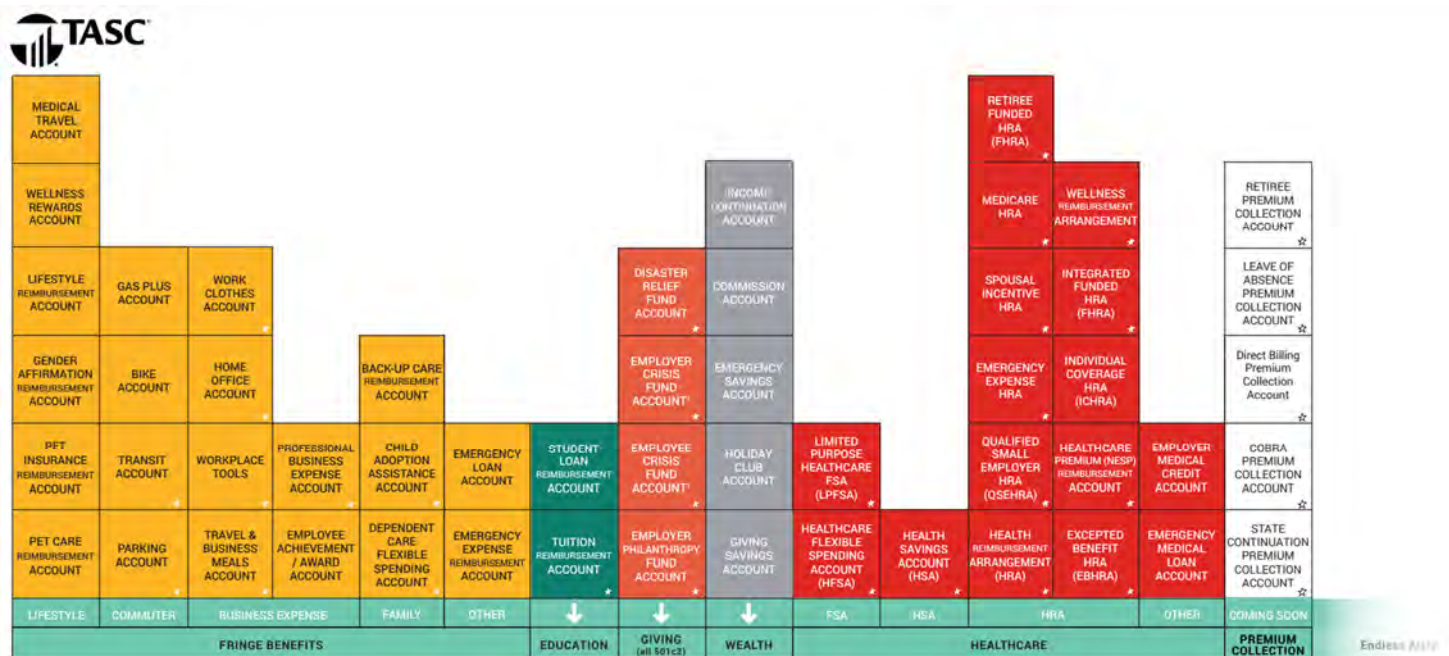 TASC
MEDICAL
TRAVEL
ACCOUNT
WELLNESS
REWARDS
ACCOUNT
LIFESTYLE
REIMBURSEMENT
ACCOUNT
GENDER
AFFIRMATION
REIMBURSEMENT
ACCOUNT
PET
INSURANCE
REIMBURSEMENT
ACCOUNT
PET CARE
REIMBURSEMENT
ACCOUNT
GAS PLUS
ACCOUNT
BIKE
ACCOUNT
TRANSIT
ACCOUNT
PARKING
ACCOUNT
WORK
CLOTHES
ACCOUNT
HOME
OFFICE
ACCOUNT
WORKPLACE
TOOLS
TRAVEL &
BUSINESS
MEALS
ACCOUNT
PROFESSIONAL
BUSINESS
EXPENSE
ACCOUNT
EMPLOYEE
ACHIEVEMENT
/ AWARD
ACCOUNT
BACK-UP CARE
REIMBURSEMENT
ACCOUNT
CHILD
ADOPTION
ASSISTANCE
ACCOUNT
DEPENDENT
CARE
FLEXIBLE
SPENDING
ACCOUNT
EMERGENCY
LOAN
ACCOUNT
EMERGENCY
EXPENSE
REIMBURSEMENT
ACCOUNT
STUDENT
LOAN
REIMBURSEMENT
ACCOUNT
TUITION
REIMBURSEMENT
ACCOUNT
DISASTER
RELIEF
FUND
ACCOUNT
EMPLOYER
CRISIS
FUND
ACCOUNT¹
EMPLOYEE
CRISIS
FUND
ACCOUNT¹
EMPLOYER
PHILANTHROPY
FUND
ACCOUNT
INCOME
CONTINUATION
ACCOUNT
COMMISSION
ACCOUNT
EMERGENCY
SAVINGS
ACCOUNT
HOLIDAY
CLUB
ACCOUNT
GIVING
SAVINGS
ACCOUNT
LIMITED
PURPOSE
HEALTHCARE
FSA
(LPFSA)
HEALTHCARE
FLEXIBLE
SPENDING
ACCOUNT
(HFSA)
HEALTH
SAVINGS
ACCOUNT
(HSA)
RETIREE
FUNDED
HRA
(FHRA)
MEDICARE
HRA
SPOUSAL
INCENTIVE
HRA
EMERGENCY
EXPENSE
HRA
QUALIFIED
SMALL
EMPLOYER
HRA
(QSEHRA)
HEALTH
REIMBURSEMENT
ARRANGEMENT
(HRA)
WELLNESS
REIMBURSEMENT
ARRANGEMENT
INTEGRATED
FUNDED
HRA
(FHRA)
INDIVIDUAL
COVERAGE
HRA
(ICHRA)
HEALTHCARE
PREMIUM (NESP)
REIMBURSEMENT
ACCOUNT
EXCEPTED
BENEFIT
HRA
(EBHRA)
EMPLOYER
MEDICAL
CREDIT
ACCOUNT
EMERGENCY
MEDICAL
LOAN
ACCOUNT
RETIREE
PREMIUM
COLLECTION
ACCOUNT
LEAVE OF
ABSENCE
PREMIUM
COLLECTION
ACCOUNT
Direct Billing
Premium
Collection
Account
COBRA
PREMIUM
COLLECTION
ACCOUNT
STATE
CONTINUATION
PREMIUM
COLLECTION
ACCOUNT
LIFESTYLE COMMUTER BUSINESS EXPENSE FAMILY OTHER FSA HSA HRA OTHER COMING SOON
FRINGE BENEFITS EDUCATION GIVING
(all 501c2) WEALTH HEALTHCARE PREMIUM
COLLECTION
Endless